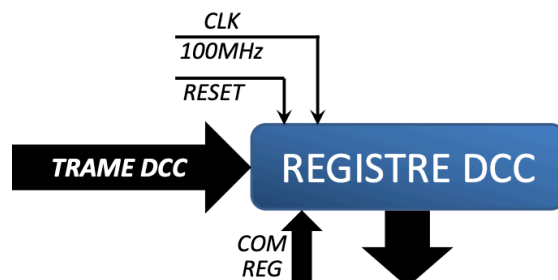 CLK
100MHz
RESET
TRAME DCC
REGISTRE DCC
COM
REG